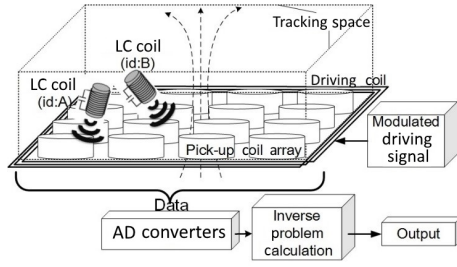 Tracking space
LC coil
(id:B)
LC coil
(id:A)
Driving coil
Modulated
driving
signal
Pick-up coil array
Data
AD converters
Inverse
problem
calculation
Output